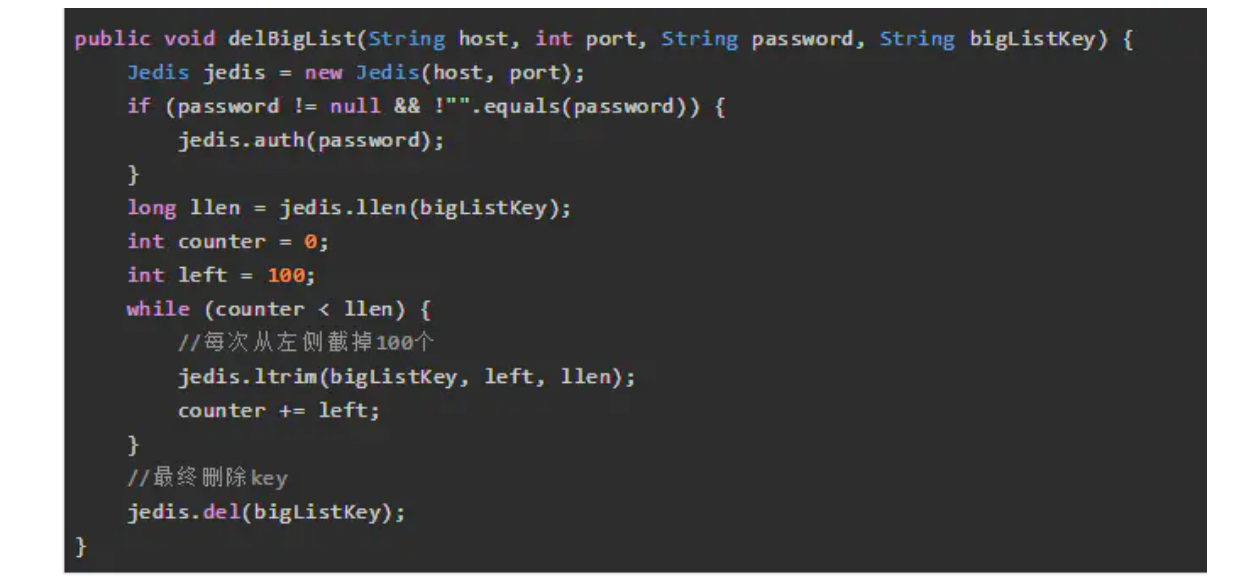 public void delBigList(String host, int port, String password, String bigListKey) {
    Jedis jedis = new Jedis(host, port);
    if (password != null && !"".equals(password)) {
        jedis.auth(password);
    }
    long llen = jedis.llen(bigListKey);
    int counter = 0;
    int left = 100;
    while (counter < llen) {
        //每次从左侧截掉100个
        jedis.ltrim(bigListKey, left, llen);
        counter += left;
    }
    //最终删除key
    jedis.del(bigListKey);
}